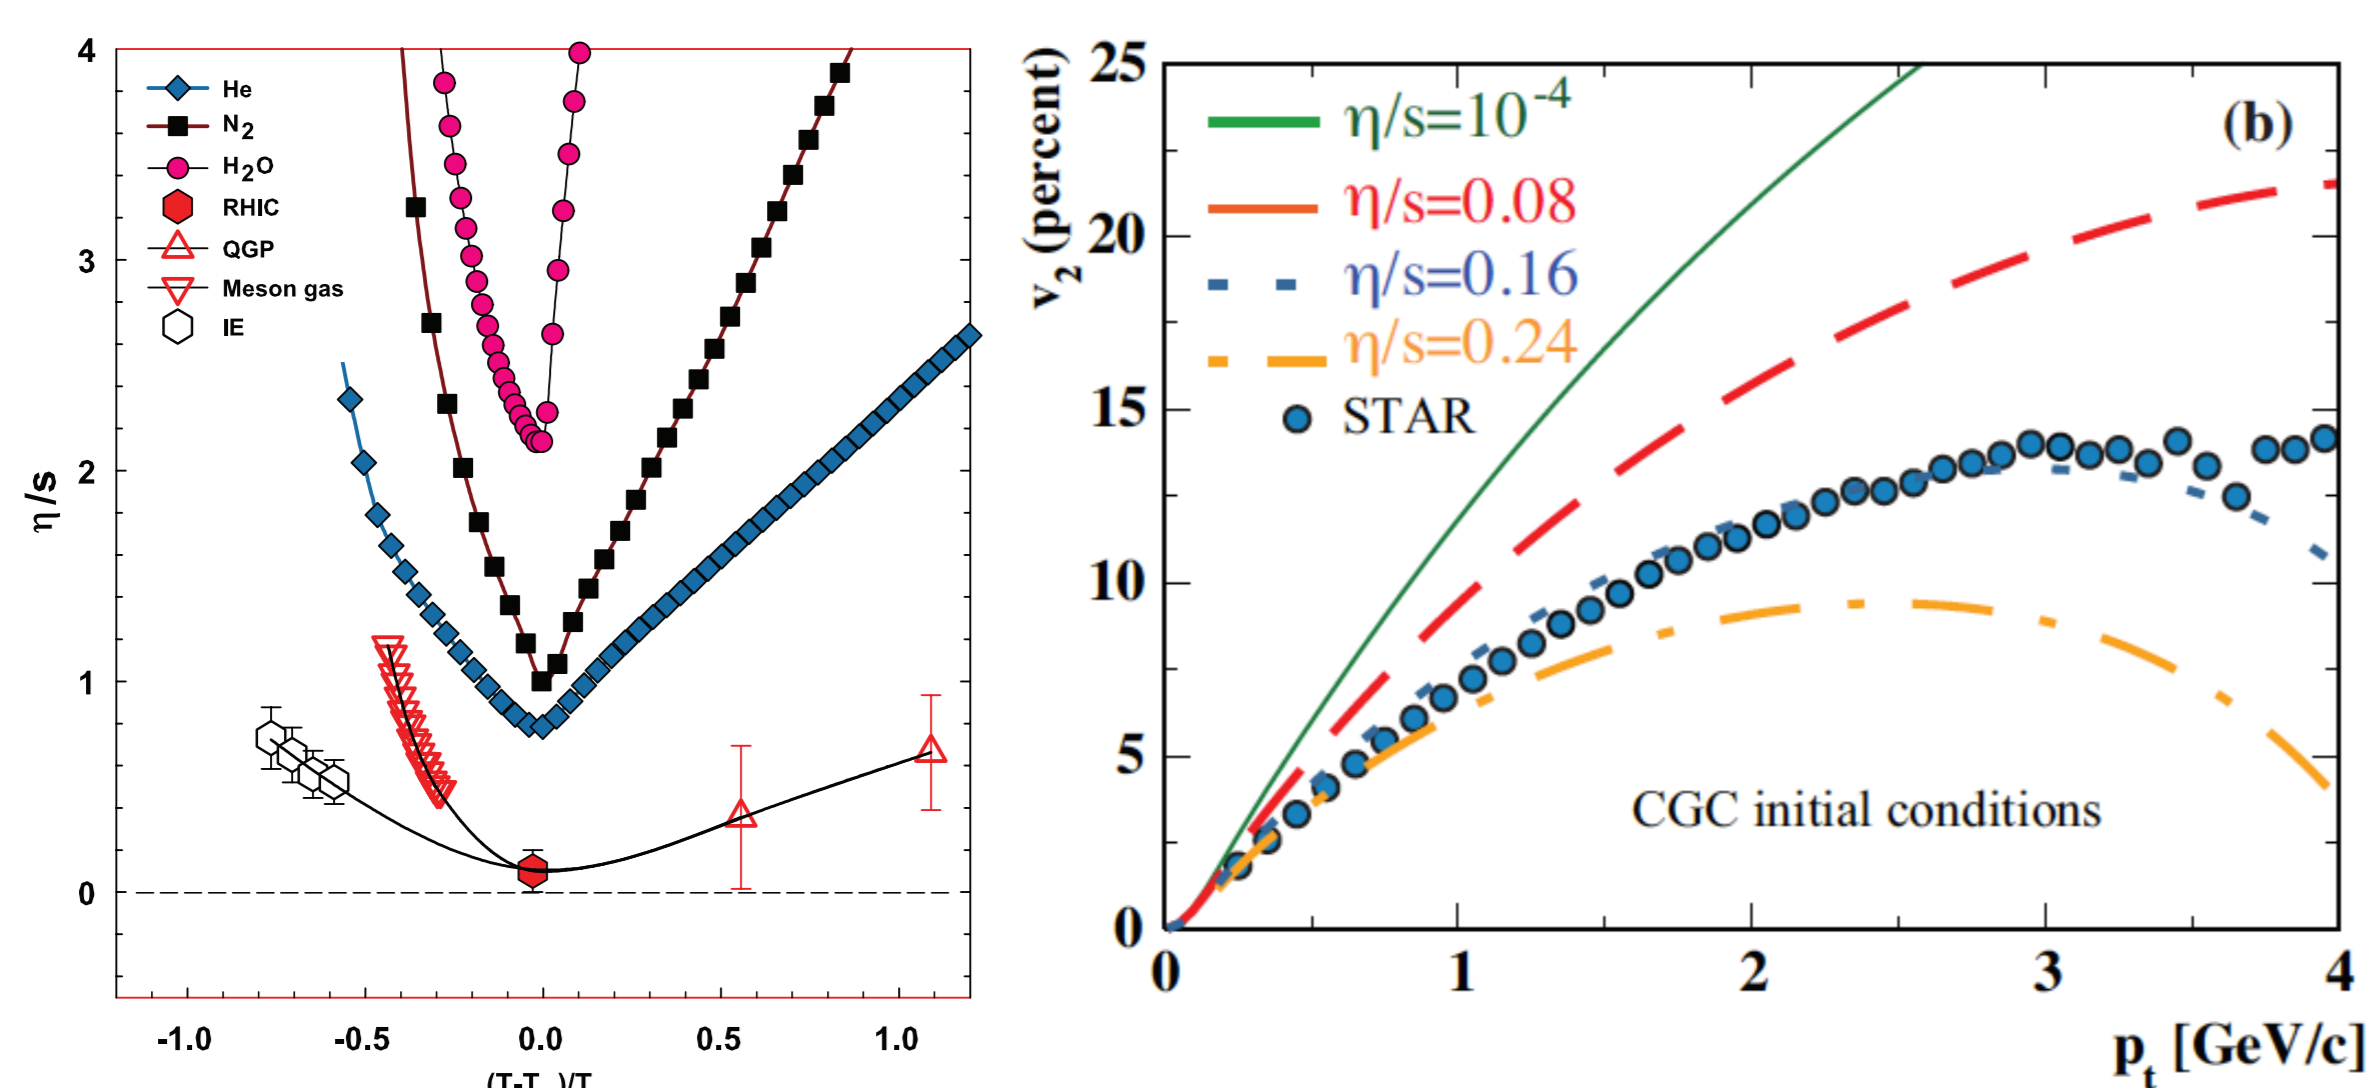 4
3
2
1
0
η/s
He
N2
H2O
RHIC
QGP
Meson gas
IE
-1.0 -0.5 0.0 0.5 1.0
(T-T )/T
25
20
15
10
5
0
v2 (percent)
η/s=10-4
η/s=0.08
η/s=0.16
η/s=0.24
STAR
(b)
CGC initial conditions
0 1 2 3 4
pt [GeV/c]